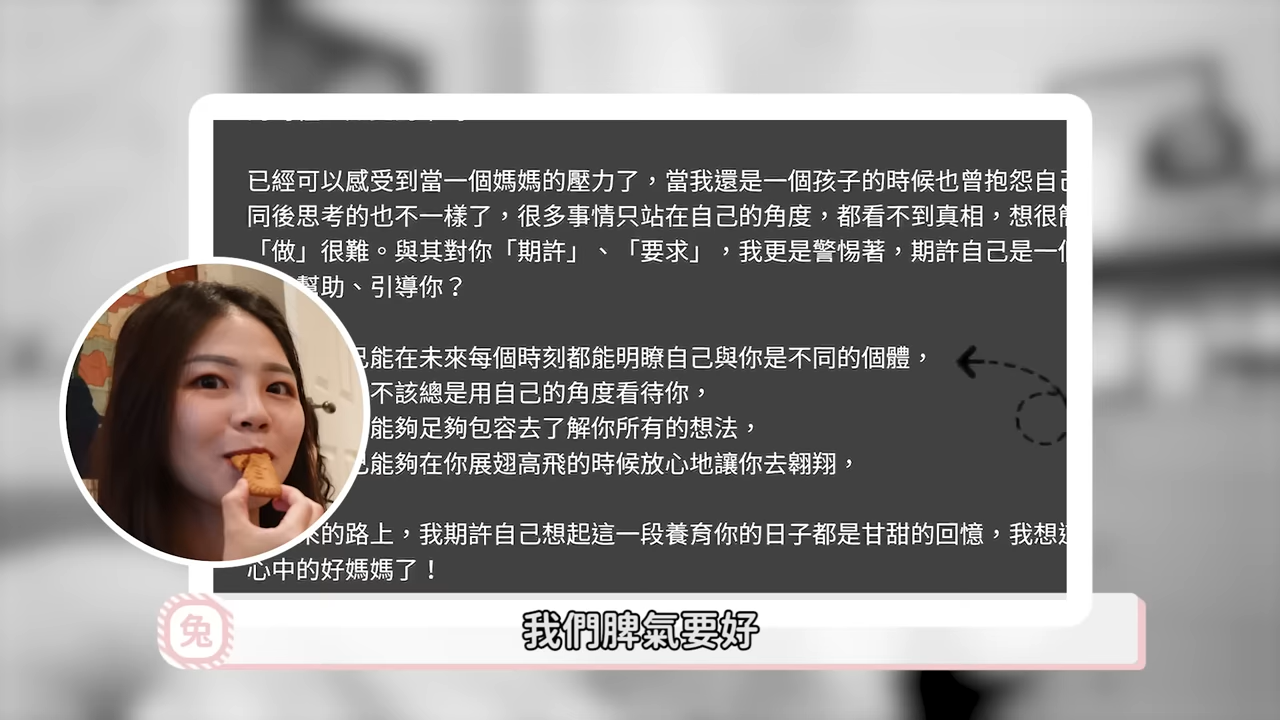 已經可以感受到當一個媽媽的壓力了，當我還是一個孩子的時候也曾抱怨自己
同後思考的也不一樣了，很多事情只站在自己的角度，都看不到真相，想很簡
「做」很難。與其對你「期許」、「要求」，我更是警惕著，期許自己是一個
幫助、引導你？
己能在未來每個時刻都能明瞭自己與你是不同的個體，
不該總是用自己的角度看待你，
能夠足夠包容去了解你所有的想法，
己能夠在你展翅高飛的時候放心地讓你去翱翔，
來的路上，我期許自己想起這一段養育你的日子都是甘甜的回憶，我想這
心中的好媽媽了！
兔
我們脾氣要好